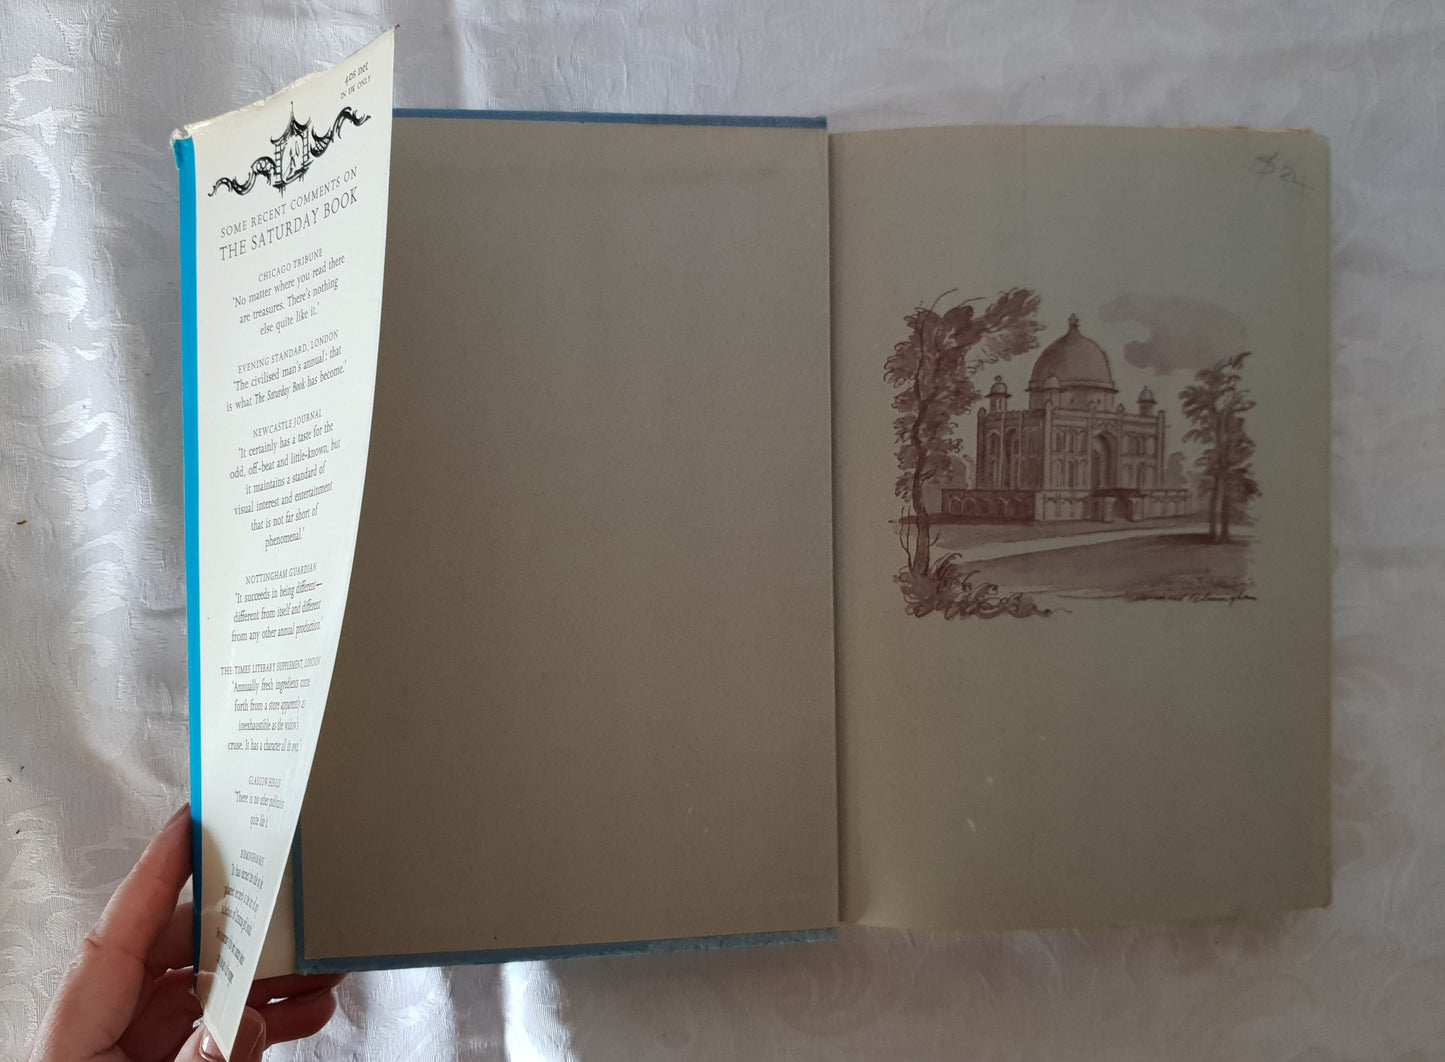 40s net
IN UK ONLY
SOME RECENT COMMENTS ON
THE SATURDAY BOOK
CHICAGO TRIBUNE
'No matter where you read there
are treasures. There's nothing
else quite like it.'
EVENING STANDARD, LONDON
'The civilised man's annual: that
is what The Saturday Book has become.'
NEWCASTLE JOURNAL
'It certainly has a taste for the
odd, off-beat and little-known, but
it maintains a standard of
visual interest and entertainment
that is not far short of
phenomenal.'
NOTTINGHAM GUARDIAN
'It succeeds in being different—
different from itself and different
from any other annual production.'
THE TIMES LITERARY SUPPLEMENT, LONDON
'Annually fresh ingredients come
forth from a store apparently as
inexhaustible as the widow's
cruse. It has a character all its own.'
GLASGOW HERALD
'There is no other publication
quite like it.'
BIRMINGHAM MAIL
$24